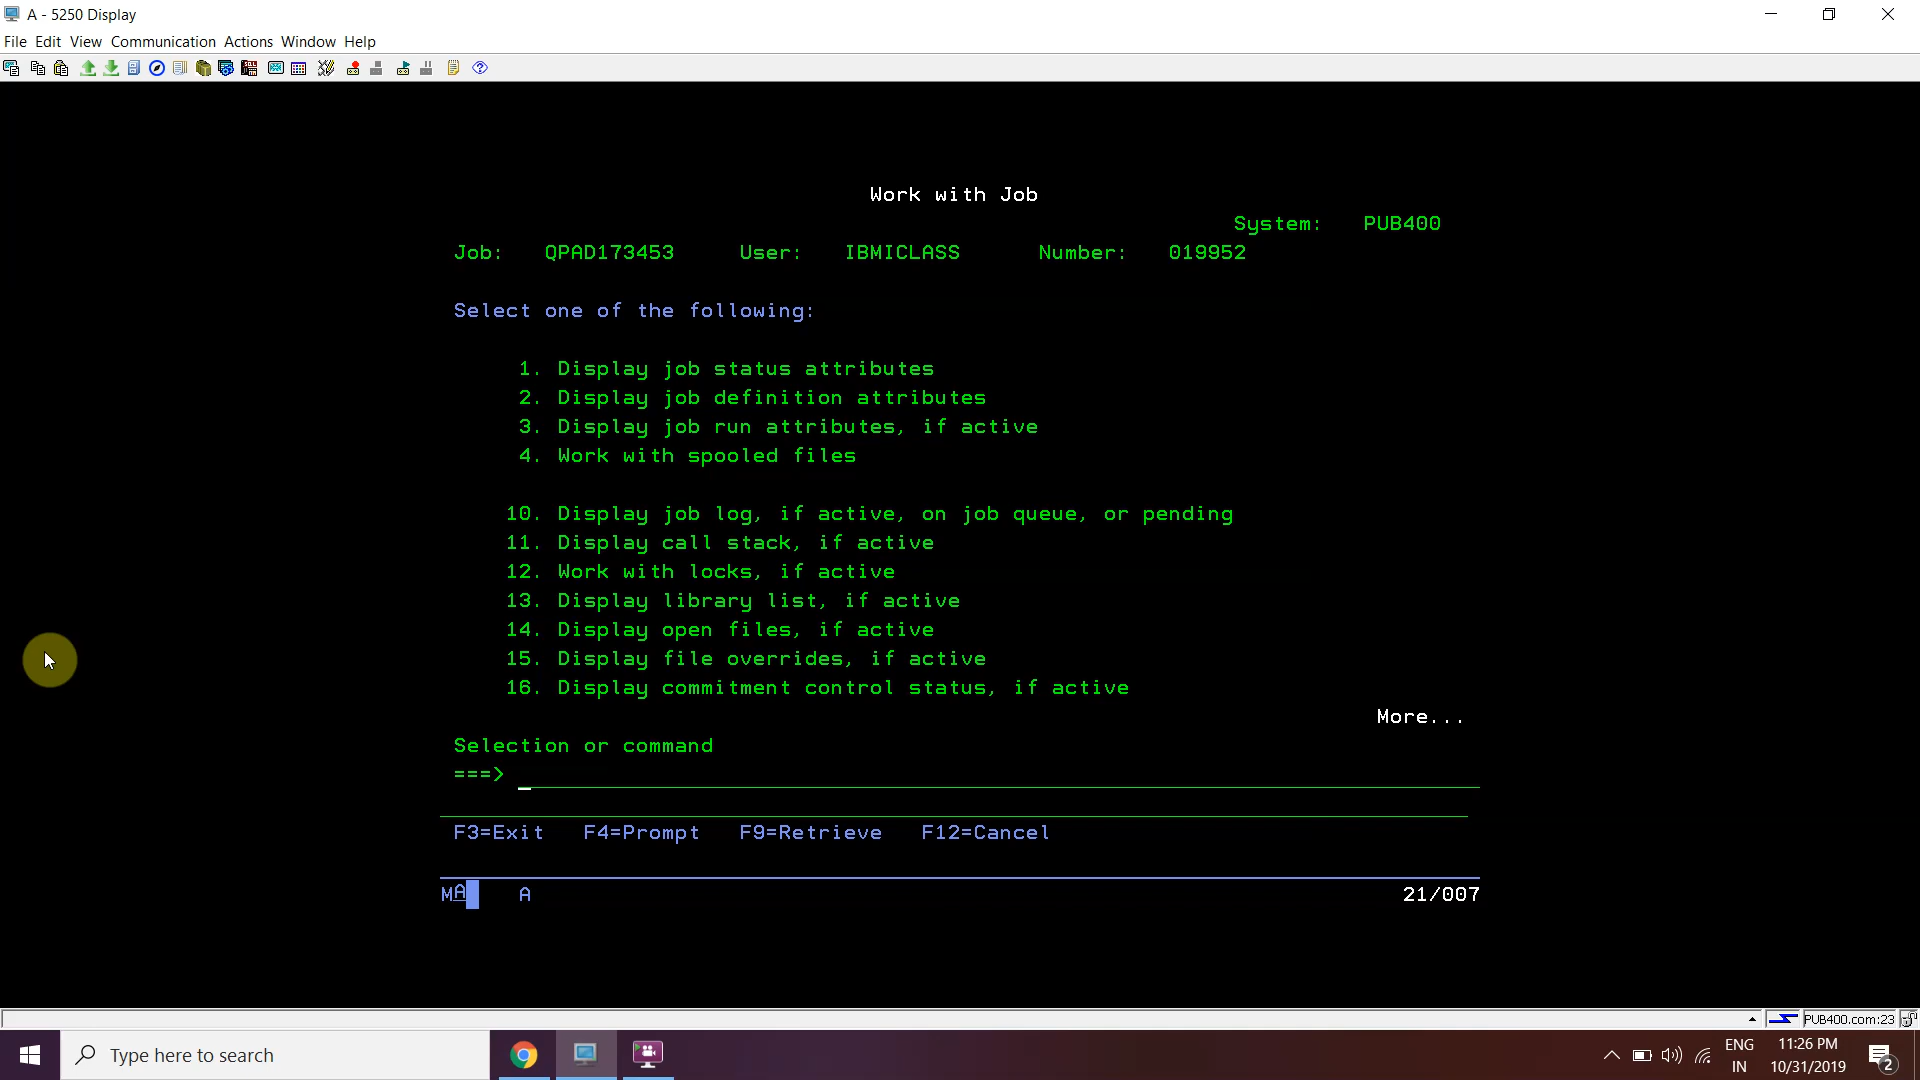 A - 5250 Display
File Edit View Communication Actions Window Help
Work with Job
System: PUB400
Job: QPAD173453 User: IBMICLASS Number: 019952
Select one of the following:
1. Display job status attributes
2. Display job definition attributes
3. Display job run attributes, if active
4. Work with spooled files
10. Display job log, if active, on job queue, or pending
11. Display call stack, if active
12. Work with locks, if active
13. Display library list, if active
14. Display open files, if active
15. Display file overrides, if active
16. Display commitment control status, if active
More...
Selection or command
===>
F3=Exit F4=Prompt F9=Retrieve F12=Cancel
MA A 21/007
PUB400.com:23
Type here to search
ENG
IN
11:26 PM
10/31/2019
2